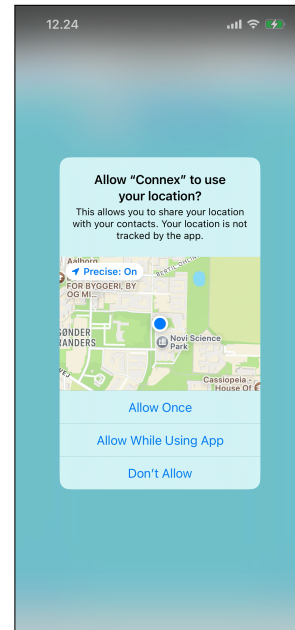 12.24
Allow “Connex” to use
your location?
This allows you to share your location
with your contacts. Your location is not
tracked by the app.
Aalborg
Precise: On
FOR BYGGERI, BY
OG MI...
SØNDER
TRANDERS
Novi Science
Park
Cassiopeia -
House Of
Allow Once
Allow While Using App
Don’t Allow